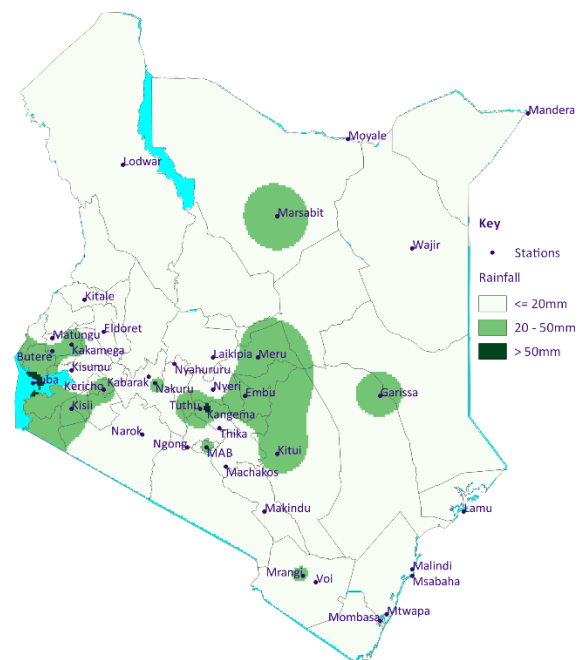 Mandera
Moyale
Lodwar
Marsabit
Key
Wajir
Stations
Rainfall
Kitale
<= 20mm
Matungu
Eldoret
20 - 50mm
Butere
Kakamega
Laikipia
Meru
> 50mm
Kisumu
Nyahururu
Kericho
Kabarak
Nakuru
Nyeri
Embu
Garissa
Kisii
Tuthu
Kangema
Narok
Thika
Ngong
MAB
Kitui
Machakos
Makindu
Lamu
Mrangi
Voi
Malindi
Msabaha
Mombasa
Mtwapa